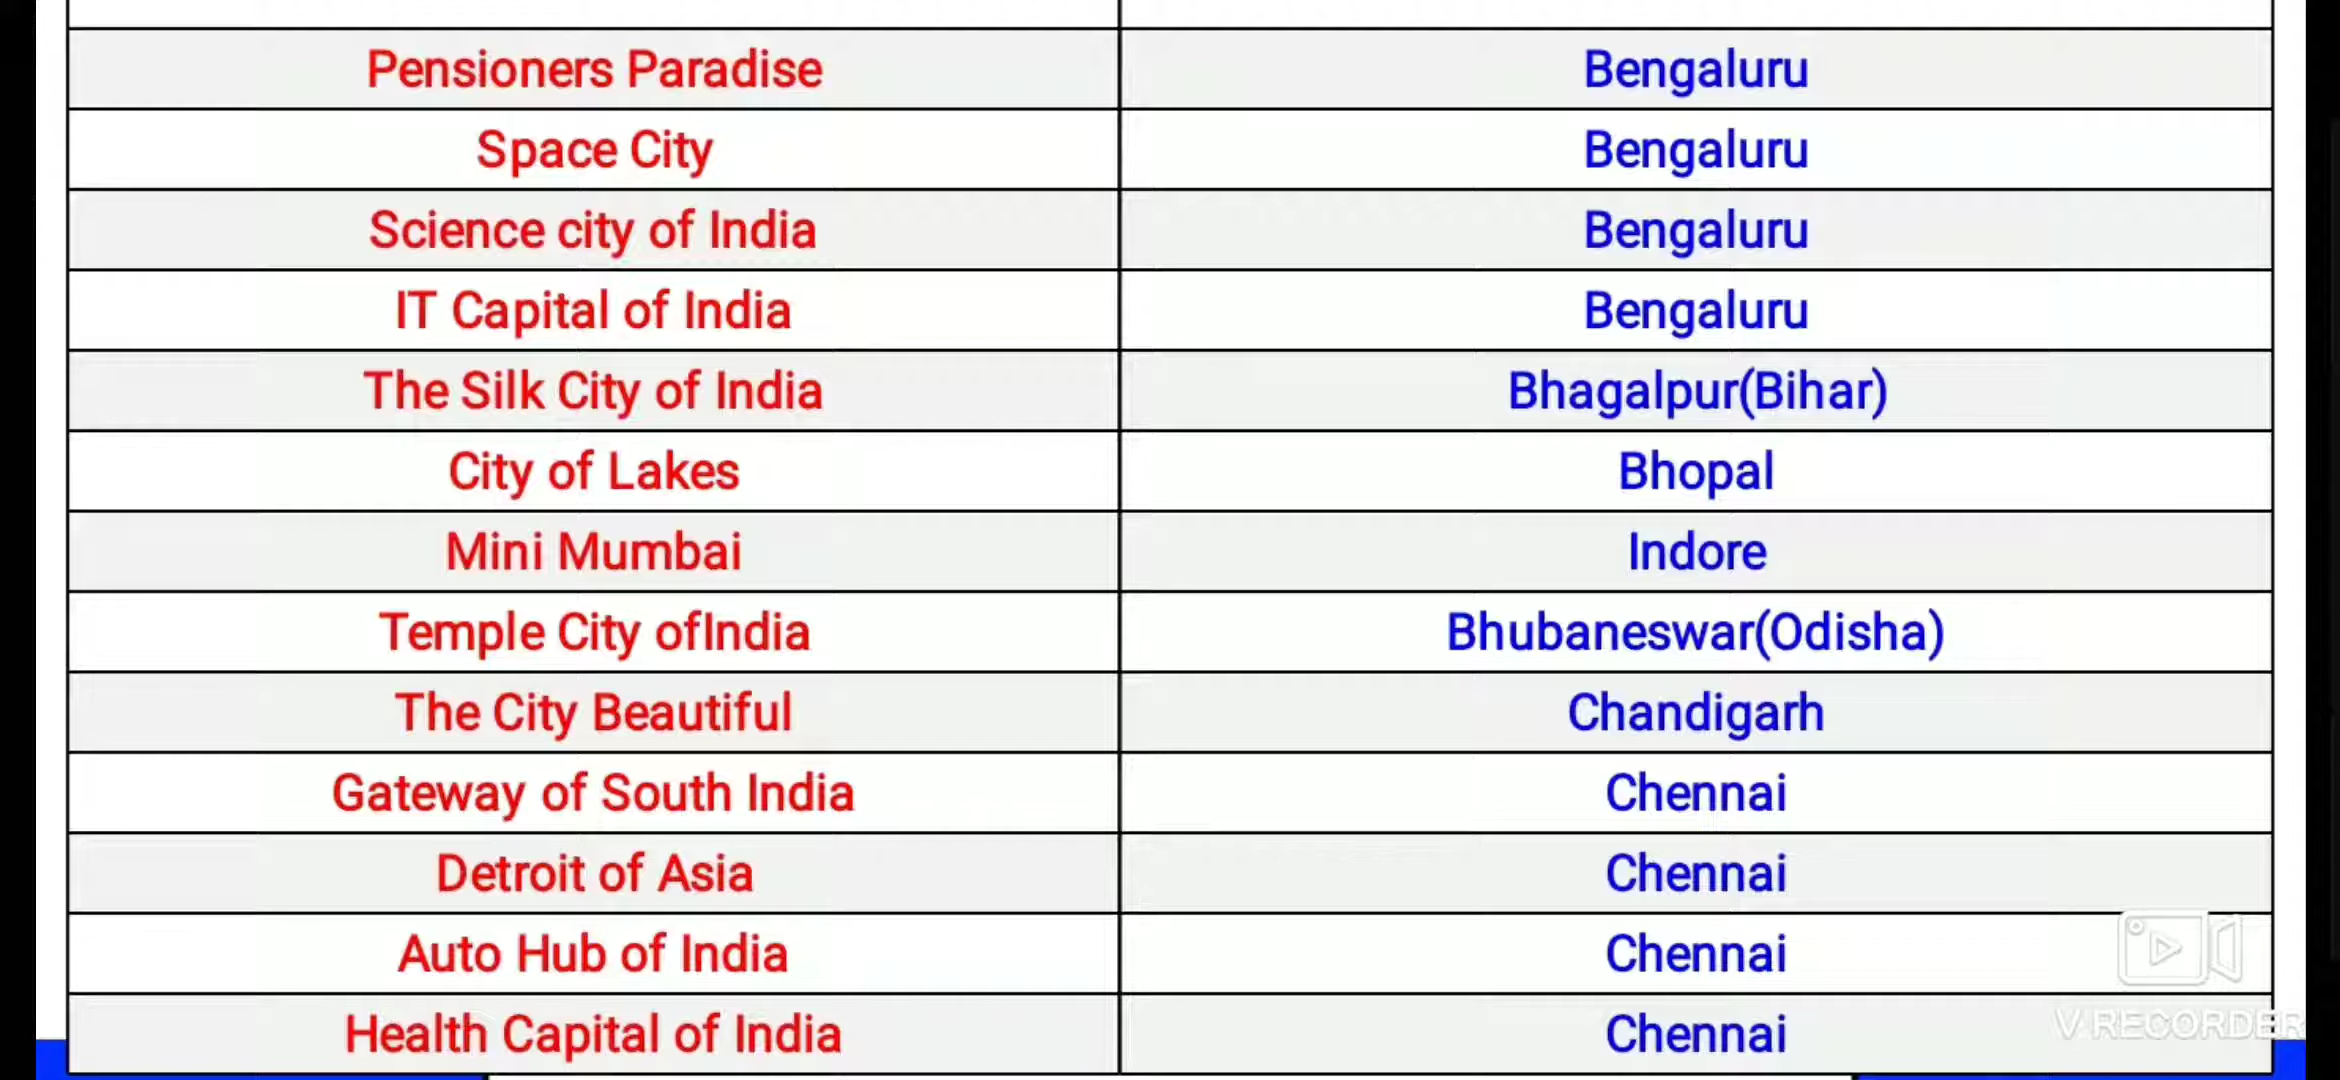 Pensioners Paradise Bengaluru
Space City Bengaluru
Science city of India Bengaluru
IT Capital of India Bengaluru
The Silk City of India Bhagalpur(Bihar)
City of Lakes Bhopal
Mini Mumbai Indore
Temple City ofIndia Bhubaneswar(Odisha)
The City Beautiful Chandigarh
Gateway of South India Chennai
Detroit of Asia Chennai
Auto Hub of India Chennai
Health Capital of India Chennai
V RECORDER